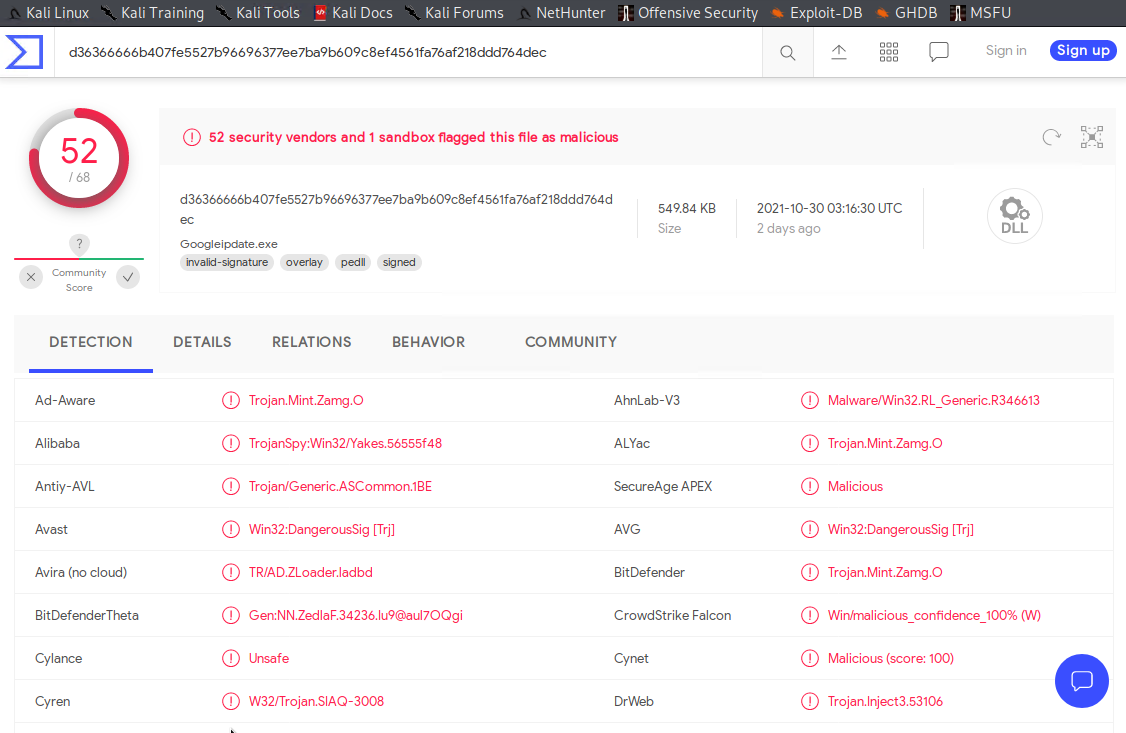 Kali Linux Kali Training Kali Tools Kali Docs Kali Forums NetHunter Offensive Security Exploit-DB GHDB MSFU
d36366666b407fe5527b96696377ee7ba9b609c8ef4561fa76af218ddd764dec Sign in Sign up
52
/ 68
52 security vendors and 1 sandbox flagged this file as malicious
d36366666b407fe5527b96696377ee7ba9b609c8ef4561fa76af218ddd764d
ec
Googleipdate.exe
invalid-signature overlay pedll signed
549.84 KB
Size
2021-10-30 03:16:30 UTC
2 days ago
DLL
?
Community
Score
DETECTION DETAILS RELATIONS BEHAVIOR COMMUNITY
Ad-Aware Trojan.Mint.Zamg.O AhnLab-V3 Malware/Win32.RL_Generic.R346613
Alibaba TrojanSpy:Win32/Yakes.56555f48 ALYac Trojan.Mint.Zamg.O
Antiy-AVL Trojan/Generic.ASCommon.1BE SecureAge APEX Malicious
Avast Win32:DangerousSig [Trj] AVG Win32:DangerousSig [Trj]
Avira (no cloud) TR/AD.ZLoader.ladbd BitDefender Trojan.Mint.Zamg.O
BitDefenderTheta Gen:NN.ZedlaF.34236.lu9@aul7OQgi CrowdStrike Falcon Win/malicious_confidence_100% (W)
Cylance Unsafe Cynet Malicious (score: 100)
Cyren W32/Trojan.SIAQ-3008 DrWeb Trojan.Inject3.53106